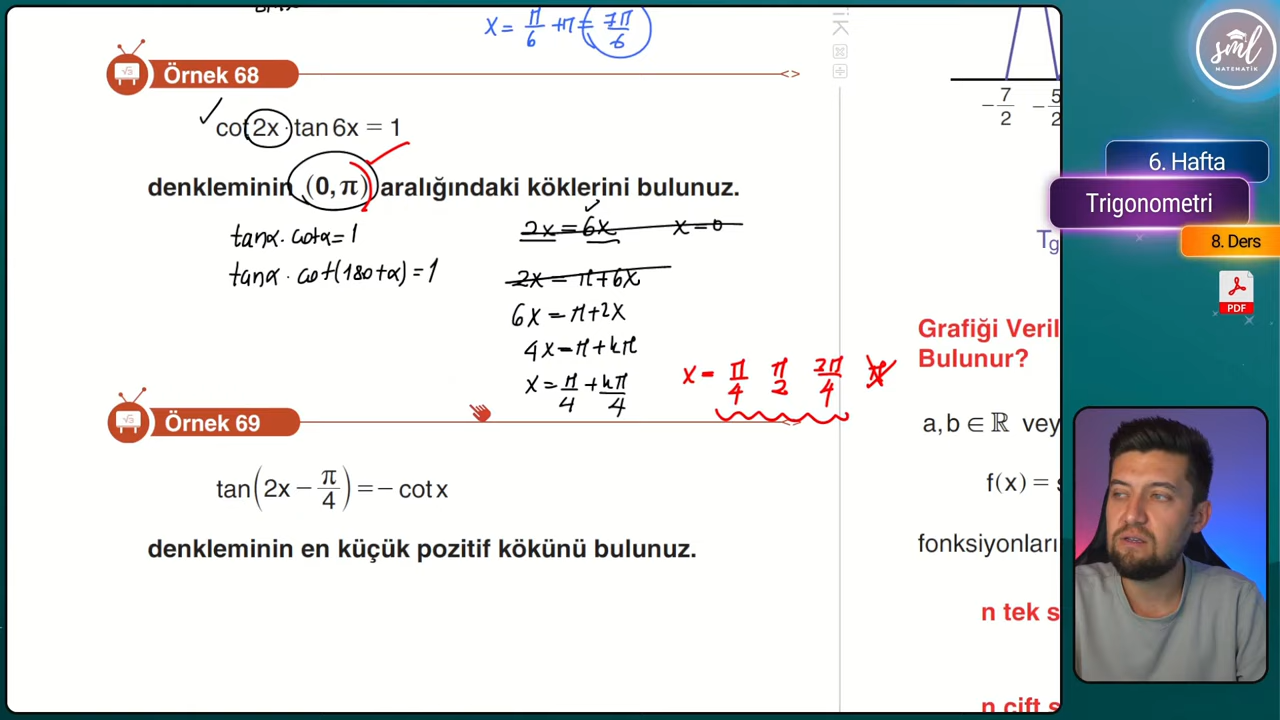 x = π/6 + π = 7π/6
Örnek 68
cot 2x · tan 6x = 1
denkleminin (0, π) aralığındaki köklerini bulunuz.
tanα · cotα = 1
tanα · cot(180+α) = 1
2x = 6x x = 0
2x = π + 6x
6x = π + 2x
4x = π + kπ
x = π/4 + kπ/4
x = π/4 π/2 3π/4 π
Örnek 69
tan(2x − π/4) = − cot x
denkleminin en küçük pozitif kökünü bulunuz.
− 7/2 − 5/2
Grafiği Veril
Bulunur?
a, b ∈ ℝ vey
f(x) = s
fonksiyonları
n tek s
n çift s
sml
MATEMATİK
6. Hafta
Trigonometri
8. Ders
PDF